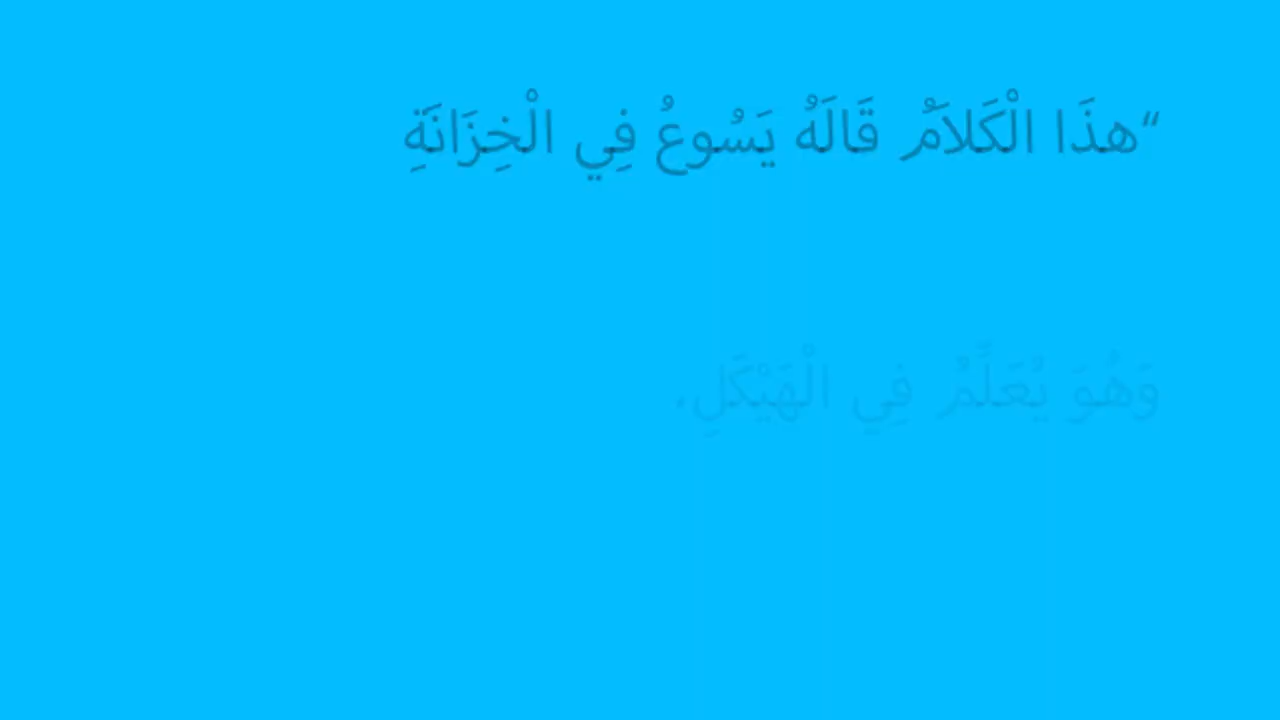 “هذَا الْكَلاَمُ قَالَهُ يَسُوعُ فِي الْخِزَانَةِ
وَهُوَ يُعَلِّمُ فِي الْهَيْكَلِ.